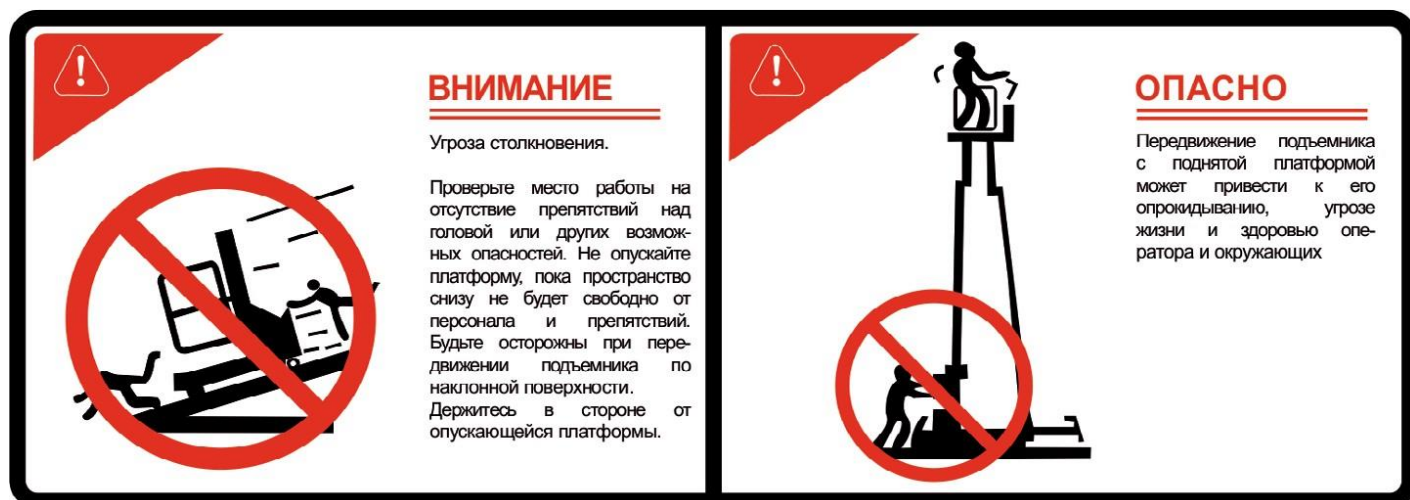 ВНИМАНИЕ
Угроза столкновения.
Проверьте место работы на
отсутствие препятствий над
головой или других возмож-
ных опасностей. Не опускайте
платформу, пока пространство
снизу не будет свободно от
персонала и препятствий.
Будьте осторожны при пере-
движении подъемника по
наклонной поверхности.
Держитесь в стороне от
опускающейся платформы.
ОПАСНО
Передвижение подъемника
с поднятой платформой
может привести к его
опрокидыванию, угрозе
жизни и здоровью опе-
ратора и окружающих